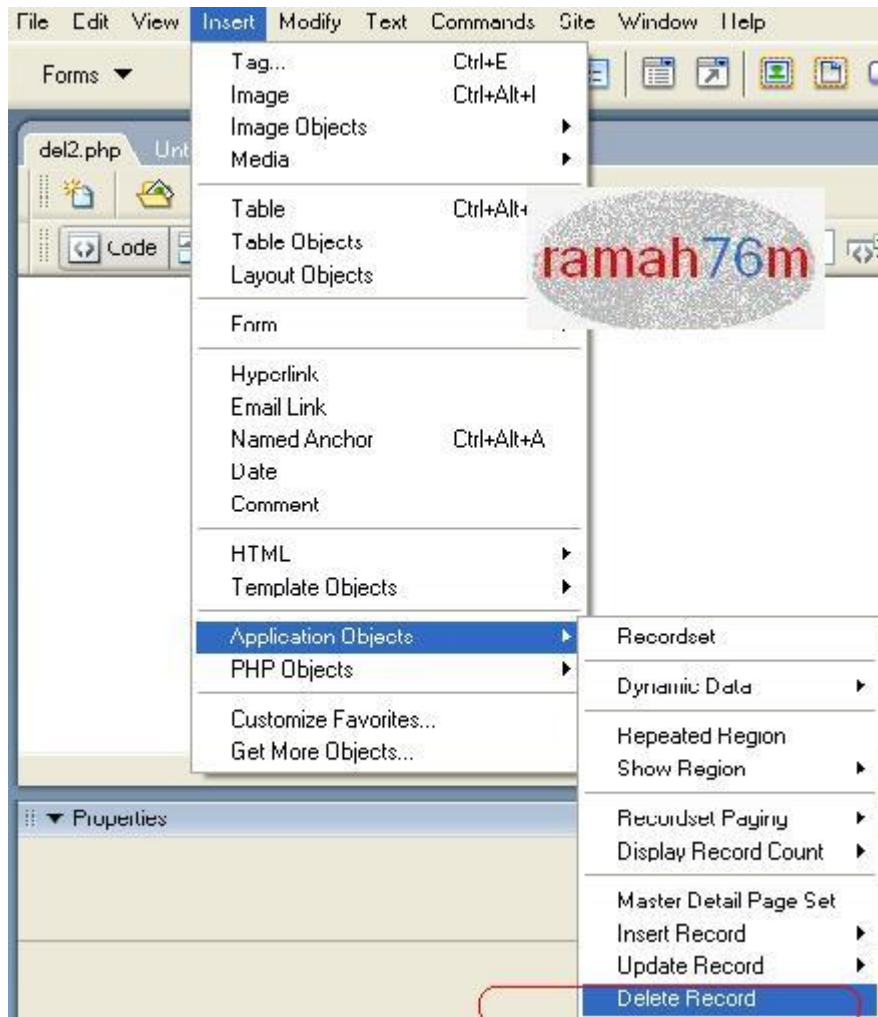 File Edit View Insert Modify Text Commands Site Window Help
Forms
Tag... Ctrl+E
Image Ctrl+Alt+I
Image Objects
Media
del2.php Unt
Table Ctrl+Alt+
Table Objects
Layout Objects
Code
ramah76m
Form
Hyperlink
Email Link
Named Anchor Ctrl+Alt+A
Date
Comment
HTML
Template Objects
Application Objects
PHP Objects
Customize Favorites...
Get More Objects...
Recordset
Dynamic Data
Repeated Region
Show Region
Recordset Paging
Display Record Count
Master Detail Page Set
Insert Record
Update Record
Delete Record
Properties